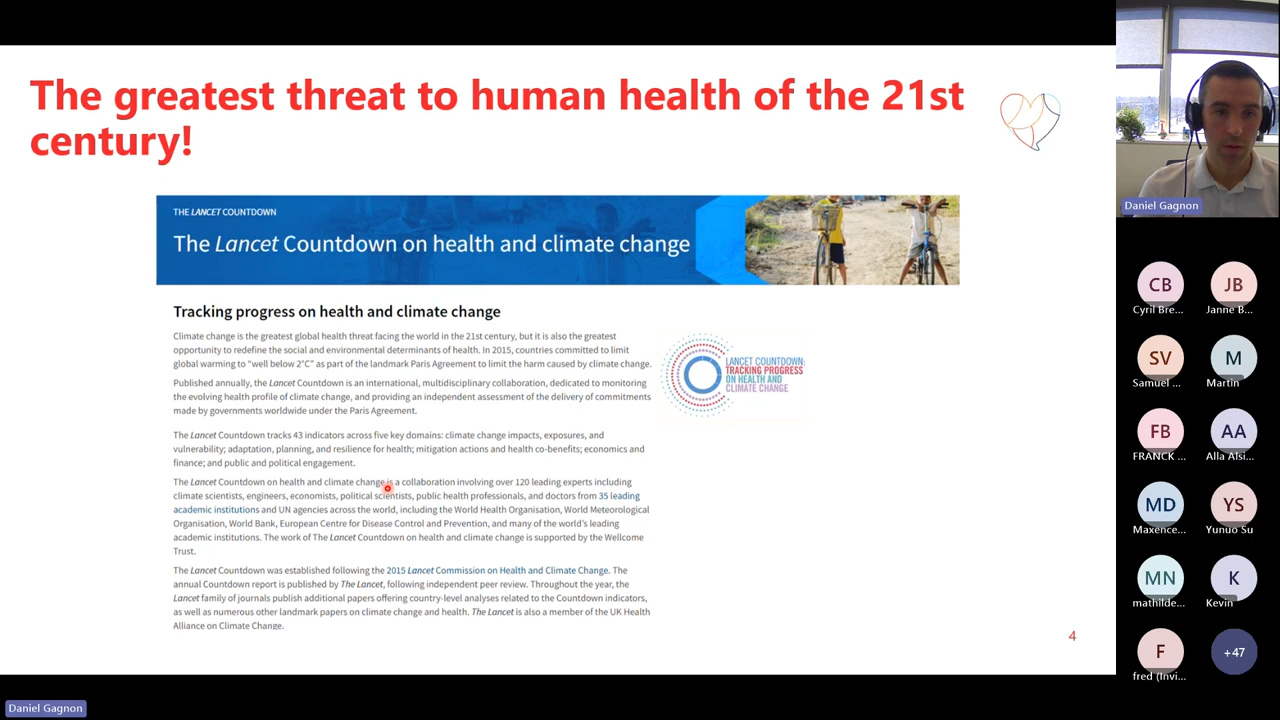 The greatest threat to human health of the 21st
century!
THE LANCET COUNTDOWN
The Lancet Countdown on health and climate change
Tracking progress on health and climate change
Climate change is the greatest global health threat facing the world in the 21st century, but it is also the greatest
opportunity to redefine the social and environmental determinants of health. In 2015, countries committed to limit
global warming to "well below 2°C" as part of the landmark Paris Agreement to limit the harm caused by climate change.
Published annually, the Lancet Countdown is an international, multidisciplinary collaboration, dedicated to monitoring
the evolving health profile of climate change, and providing an independent assessment of the delivery of commitments
made by governments worldwide under the Paris Agreement.
The Lancet Countdown tracks 43 indicators across five key domains: climate change impacts, exposures, and
vulnerability; adaptation, planning, and resilience for health; mitigation actions and health co-benefits; economics and
finance; and public and political engagement.
The Lancet Countdown on health and climate change is a collaboration involving over 120 leading experts including
climate scientists, engineers, economists, political scientists, public health professionals, and doctors from 35 leading
academic institutions and UN agencies across the world, including the World Health Organisation, World Meteorological
Organisation, World Bank, European Centre for Disease Control and Prevention, and many of the world's leading
academic institutions. The work of The Lancet Countdown on health and climate change is supported by the Wellcome
Trust.
The Lancet Countdown was established following the 2015 Lancet Commission on Health and Climate Change. The
annual Countdown report is published by The Lancet, following independent peer review. Throughout the year, the
Lancet family of journals publish additional papers offering country-level analyses related to the Countdown indicators,
as well as numerous other landmark papers on climate change and health. The Lancet is also a member of the UK Health
Alliance on Climate Change.
LANCET COUNTDOWN:
TRACKING PROGRESS
ON HEALTH AND
CLIMATE CHANGE
4
Daniel Gagnon
CB
Cyril Bre...
JB
Janne B...
SV
Samuel ...
M
Martin
FB
FRANCK ...
AA
Alla Alsi...
MD
Maxence...
YS
Yunuo Su
MN
mathilde...
K
Kevin
F
fred (Invi...
+47
Daniel Gagnon